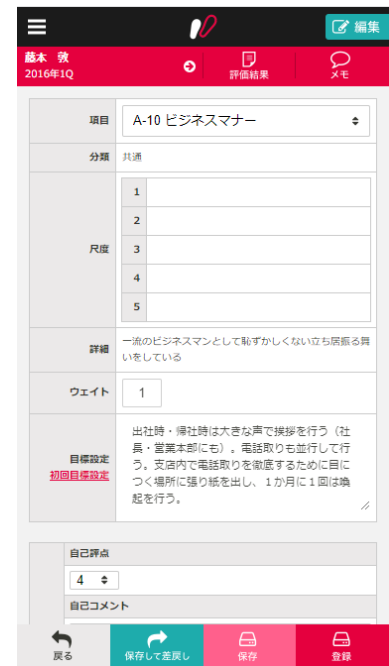 編集
藤本 敦
2016年1Q
評価結果
メモ
項目
A-10 ビジネスマナー
分類
共通
尺度
1
2
3
4
5
詳細
一流のビジネスマンとして恥ずかしくない立ち居振る舞
いをしている
ウェイト
1
目標設定
初回目標設定
出社時・帰社時は大きな声で挨拶を行う（社
長・営業本部にも）。電話取りも並行して行
う。支店内で電話取りを徹底するために目に
つく場所に張り紙を出し、１か月に１回は喚
起を行う。
自己評点
4
自己コメント
戻る
保存して差戻し
保存
登録